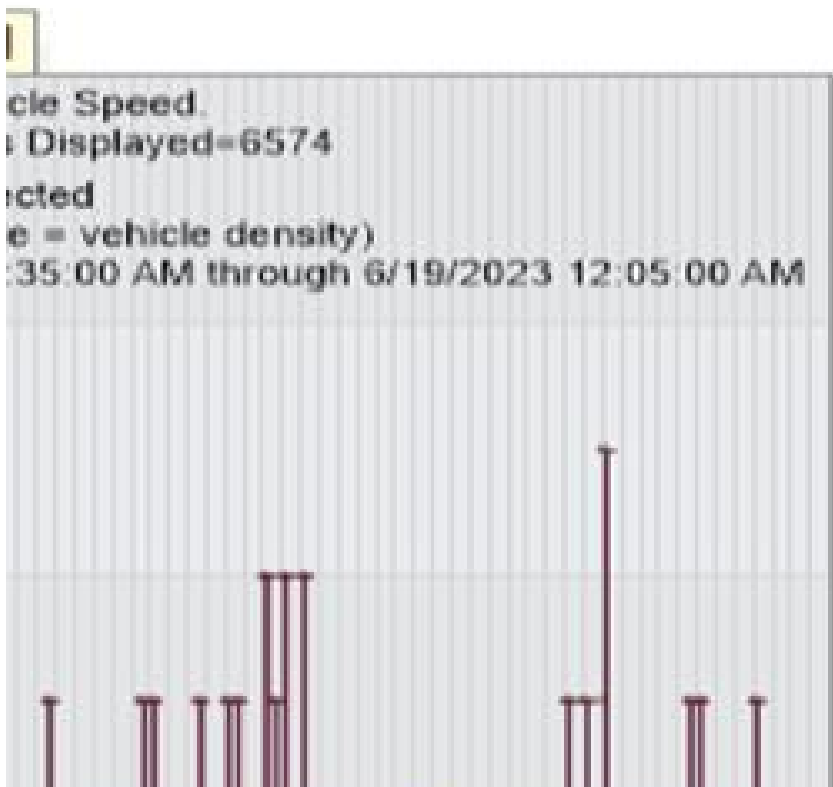 cle Speed.
s Displayed=6574
ected
e = vehicle density)
:35:00 AM through 6/19/2023 12:05:00 AM